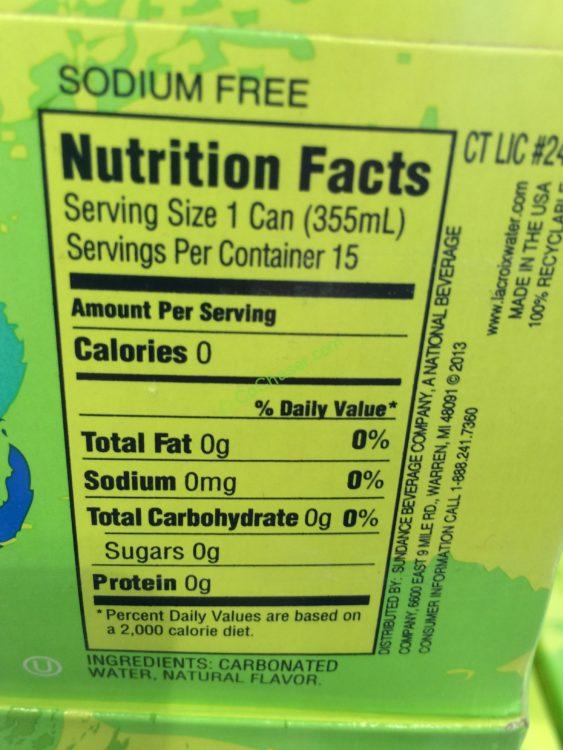 SODIUM FREE
Nutrition Facts
Serving Size 1 Can (355mL)
Servings Per Container 15
Amount Per Serving
Calories 0
% Daily Value*
Total Fat 0g 0%
Sodium 0mg 0%
Total Carbohydrate 0g 0%
Sugars 0g
Protein 0g
* Percent Daily Values are based on
a 2,000 calorie diet.
INGREDIENTS: CARBONATED
WATER, NATURAL FLAVOR.
U
DISTRIBUTED BY: SUNDANCE BEVERAGE COMPANY, A NATIONAL BEVERAGE
COMPANY, 6600 EAST 9 MILE RD., WARREN, MI 48091 © 2013
CONSUMER INFORMATION CALL 1-888.241.7360
CT LIC #24
www.lacroixwater.com
MADE IN THE USA
100% RECYCLABLE